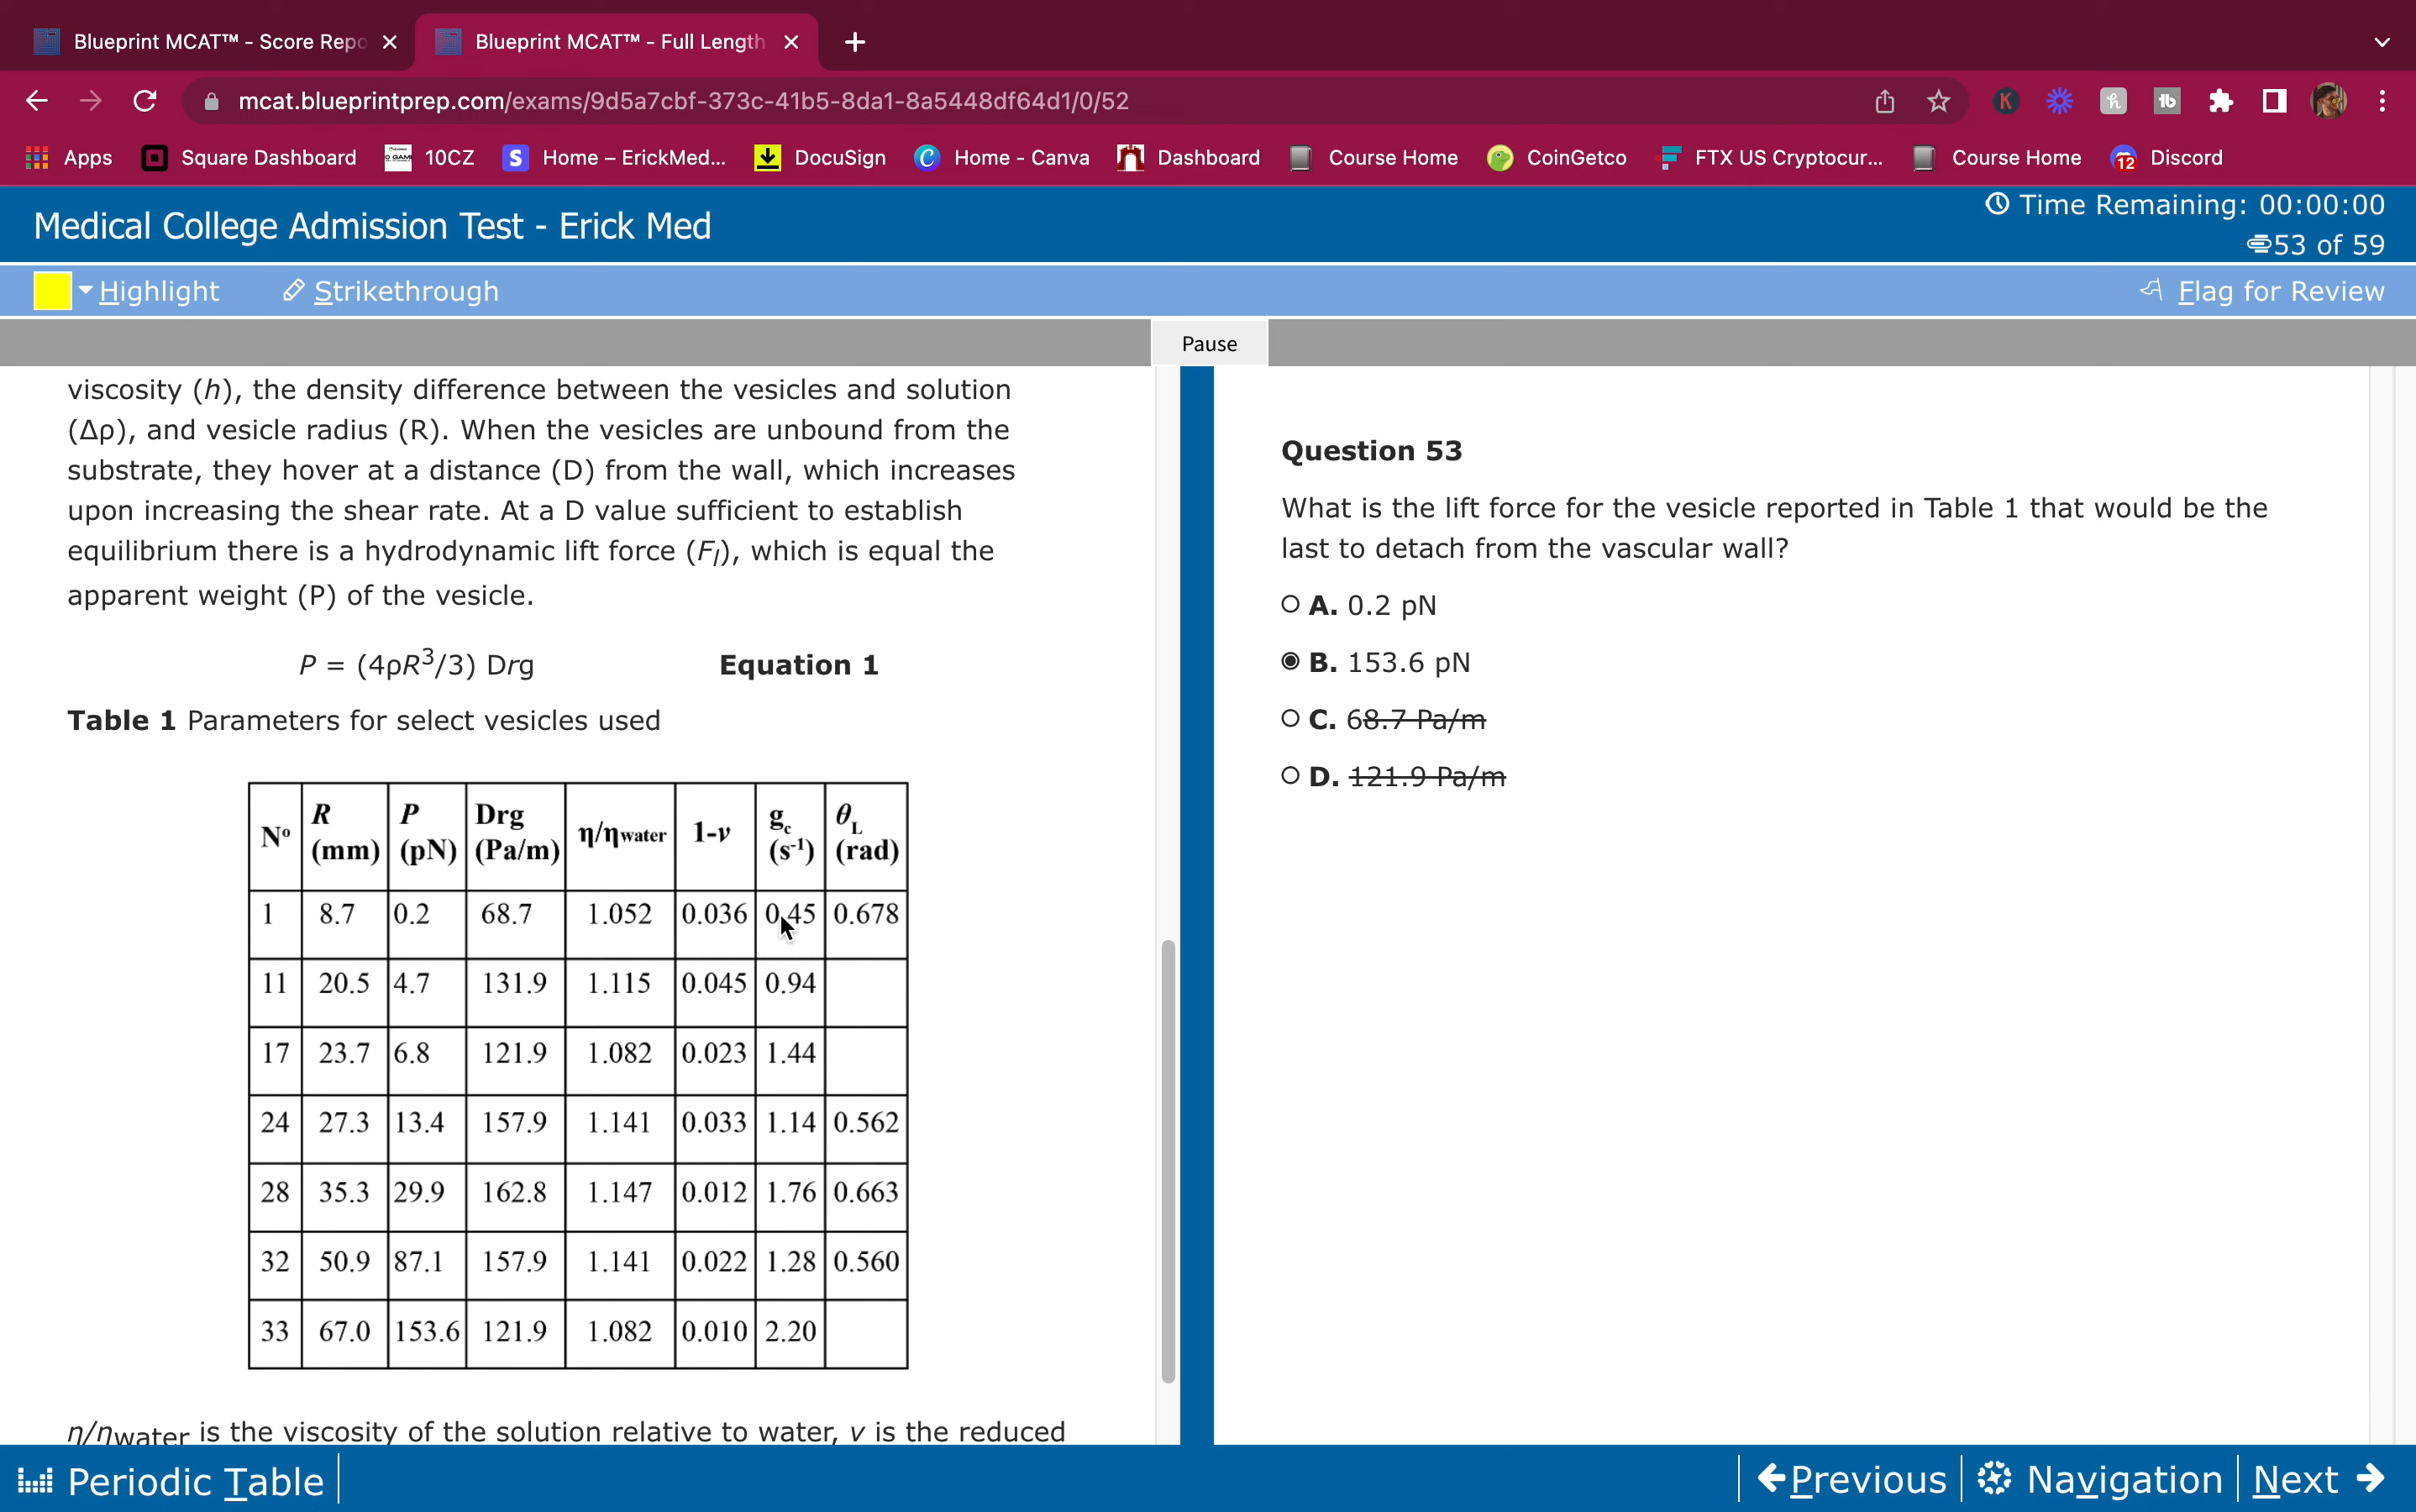 Blueprint MCAT™ - Score Repo
Blueprint MCAT™ - Full Length
mcat.blueprintprep.com/exams/9d5a7cbf-373c-41b5-8da1-8a5448df64d1/0/52
Apps Square Dashboard 10CZ Home – ErickMed... DocuSign Home - Canva Dashboard Course Home CoinGetco FTX US Cryptocur... Course Home 12 Discord
Medical College Admission Test - Erick Med
Time Remaining: 00:00:00
53 of 59
Highlight Strikethrough Flag for Review
Pause
viscosity (h), the density difference between the vesicles and solution
(Δρ), and vesicle radius (R). When the vesicles are unbound from the
substrate, they hover at a distance (D) from the wall, which increases
upon increasing the shear rate. At a D value sufficient to establish
equilibrium there is a hydrodynamic lift force (Fl), which is equal the
apparent weight (P) of the vesicle.
P = (4ρR³/3) Drg Equation 1
Table 1 Parameters for select vesicles used
Nº R (mm) P (pN) Drg (Pa/m) η/ηwater 1-v gc (s⁻¹) θL (rad)
1 8.7 0.2 68.7 1.052 0.036 0.45 0.678
11 20.5 4.7 131.9 1.115 0.045 0.94
17 23.7 6.8 121.9 1.082 0.023 1.44
24 27.3 13.4 157.9 1.141 0.033 1.14 0.562
28 35.3 29.9 162.8 1.147 0.012 1.76 0.663
32 50.9 87.1 157.9 1.141 0.022 1.28 0.560
33 67.0 153.6 121.9 1.082 0.010 2.20
η/ηwater is the viscosity of the solution relative to water, v is the reduced
Question 53
What is the lift force for the vesicle reported in Table 1 that would be the
last to detach from the vascular wall?
A. 0.2 pN
B. 153.6 pN
C. 68.7 Pa/m
D. 121.9 Pa/m
Periodic Table
Previous Navigation Next